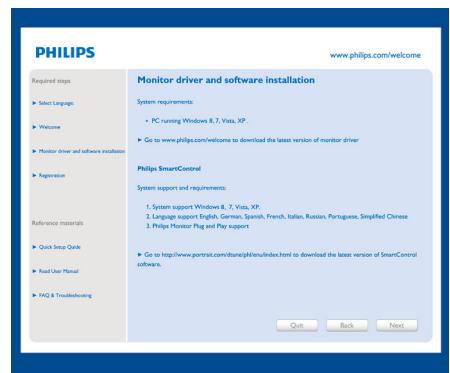 PHILIPS
www.philips.com/welcome
Required steps
► Select Language:
► Welcome
► Monitor driver and software installation
► Registration
Reference materials
► Quick Setup Quide
► Read User Manual
► FAQ & Troubleshooting
Monitor driver and software installation
System requirements:
• PC running Windows 8, 7, Vista, XP.
► Go to www.philips.com/welcome to download the latest version of monitor driver
Philips SmartControl
System support and requirements:
1. System support Windows 8, 7, Vista, XP.
2. Language support English, German, Spanish, French, Italian, Russian, Portuguese, Simplified Chinese
3. Philips Monitor Plug and Play support
► Go to http://www.portrait.com/dtune/phl/enu/index.html to download the latest version of SmartControl
software.
Quit
Back
Next